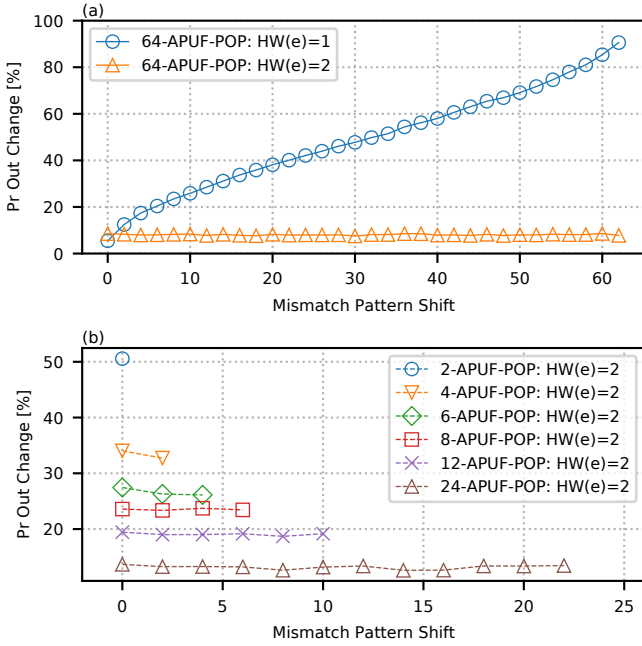 (a)
100
80
60
40
20
0
Pr Out Change [%]
64-APUF-POP: HW(e)=1
64-APUF-POP: HW(e)=2
0 10 20 30 40 50 60
Mismatch Pattern Shift
(b)
50
40
30
20
Pr Out Change [%]
2-APUF-POP: HW(e)=2
4-APUF-POP: HW(e)=2
6-APUF-POP: HW(e)=2
8-APUF-POP: HW(e)=2
12-APUF-POP: HW(e)=2
24-APUF-POP: HW(e)=2
0 5 10 15 20 25
Mismatch Pattern Shift